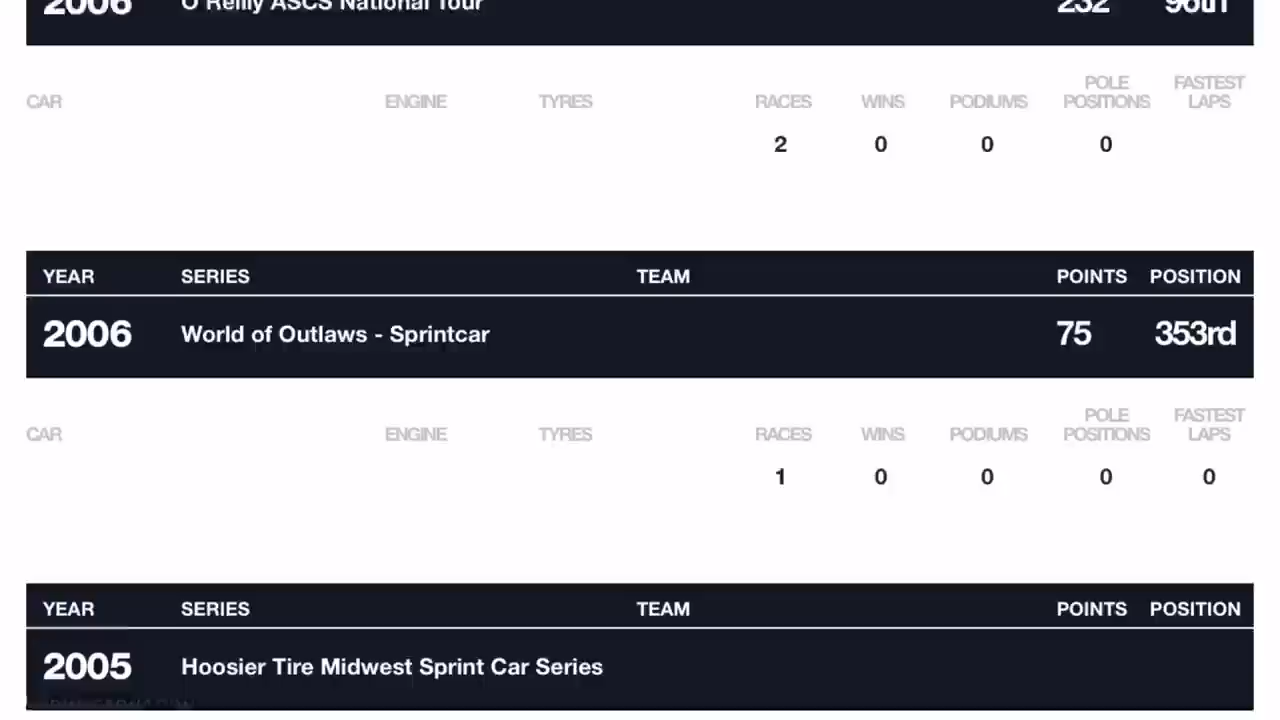 2006 O'Reilly ASCS National Tour 232 96th
CAR ENGINE TYRES RACES WINS PODIUMS POLE POSITIONS FASTEST LAPS
2 0 0 0
YEAR SERIES TEAM POINTS POSITION
2006 World of Outlaws - Sprintcar 75 353rd
CAR ENGINE TYRES RACES WINS PODIUMS POLE POSITIONS FASTEST LAPS
1 0 0 0 0
YEAR SERIES TEAM POINTS POSITION
2005 Hoosier Tire Midwest Sprint Car Series